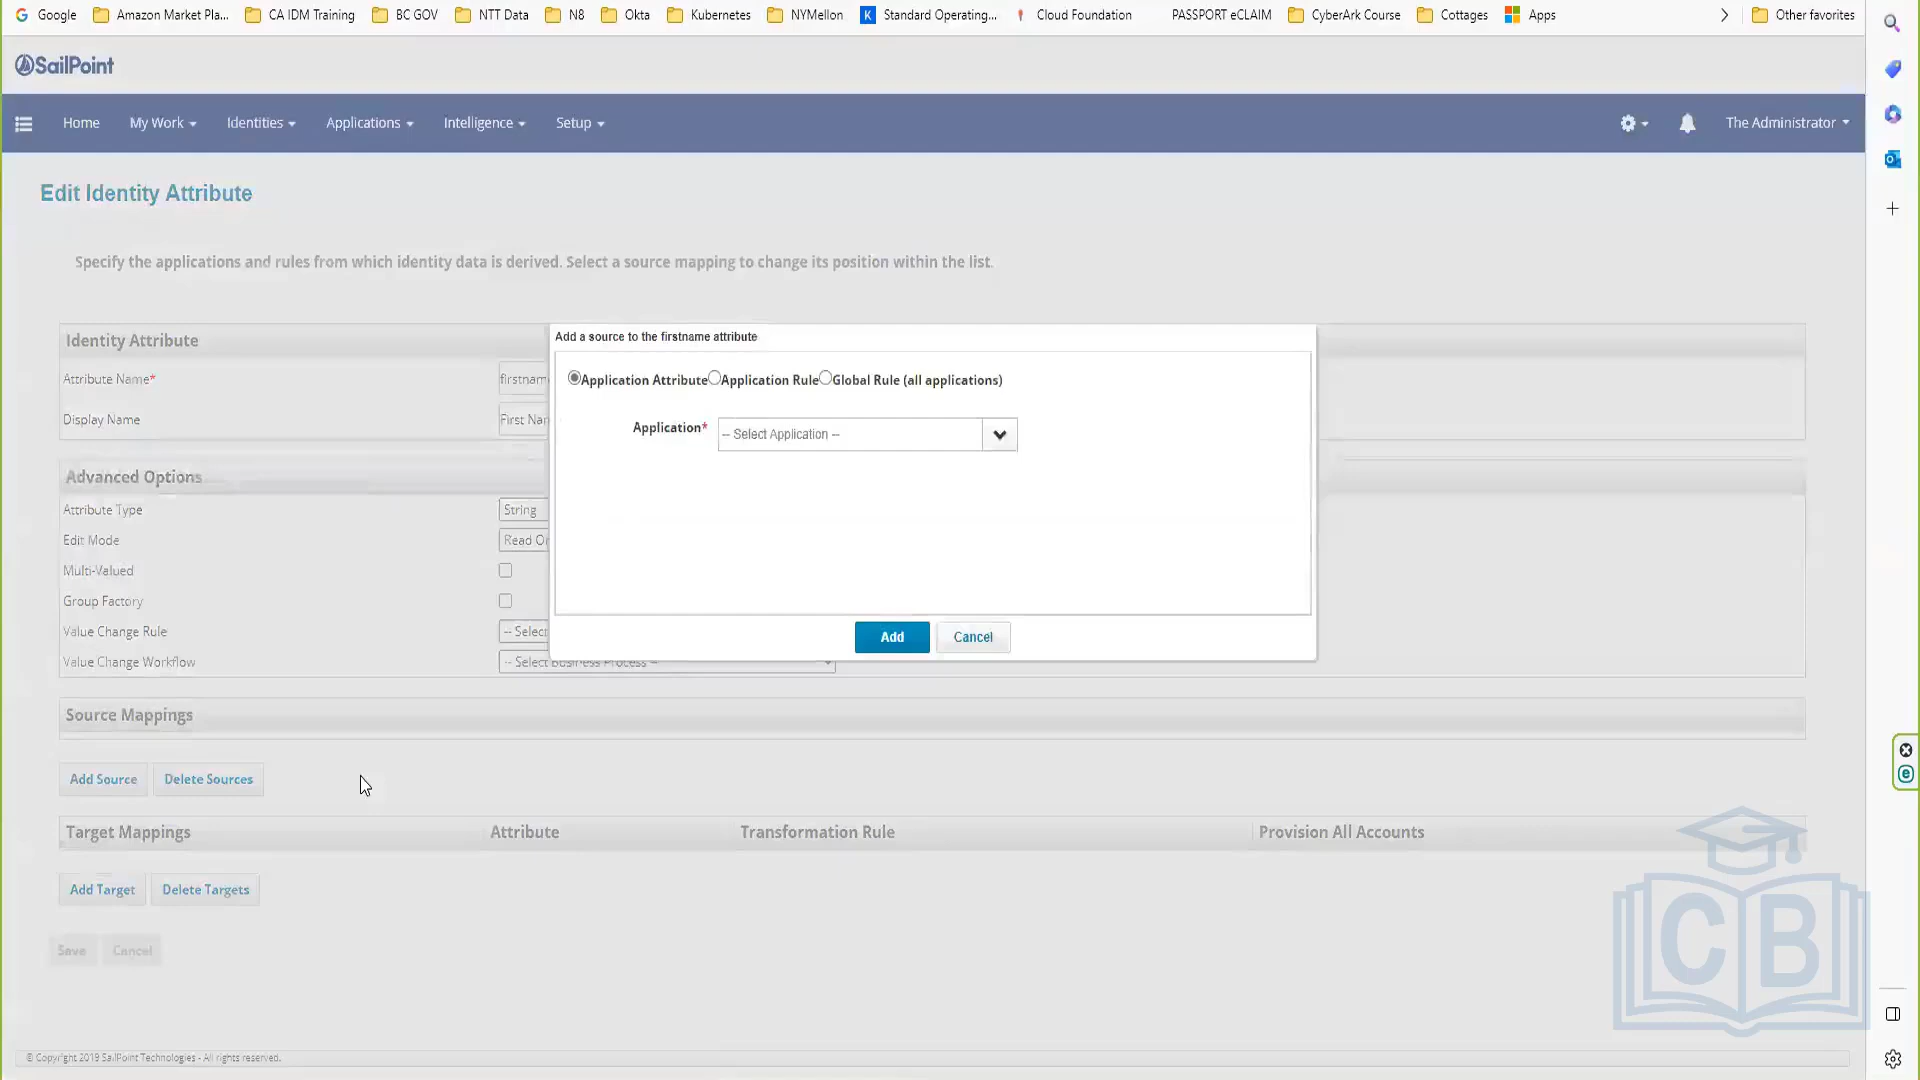 Google Amazon Market Pla... CA IDM Training BC GOV NTT Data N8 Okta Kubernetes NYMellon K Standard Operating... Cloud Foundation PASSPORT eCLAIM CyberArk Course Cottages Apps Other favorites
SailPoint
Home My Work Identities Applications Intelligence Setup The Administrator
Edit Identity Attribute
Specify the applications and rules from which identity data is derived. Select a source mapping to change its position within the list.
Identity Attribute
Add a source to the firstname attribute
Attribute Name* firstnam
Application Attribute Application Rule Global Rule (all applications)
Display Name First Nar
Application* -- Select Application --
Advanced Options
Attribute Type String
Edit Mode Read On
Multi-Valued
Group Factory
Value Change Rule -- Select
Add Cancel
Value Change Workflow -- Select Business Process --
Source Mappings
Add Source Delete Sources
Target Mappings Attribute Transformation Rule Provision All Accounts
Add Target Delete Targets
Save Cancel
CB
© Copyright 2019 SailPoint Technologies - All rights reserved.